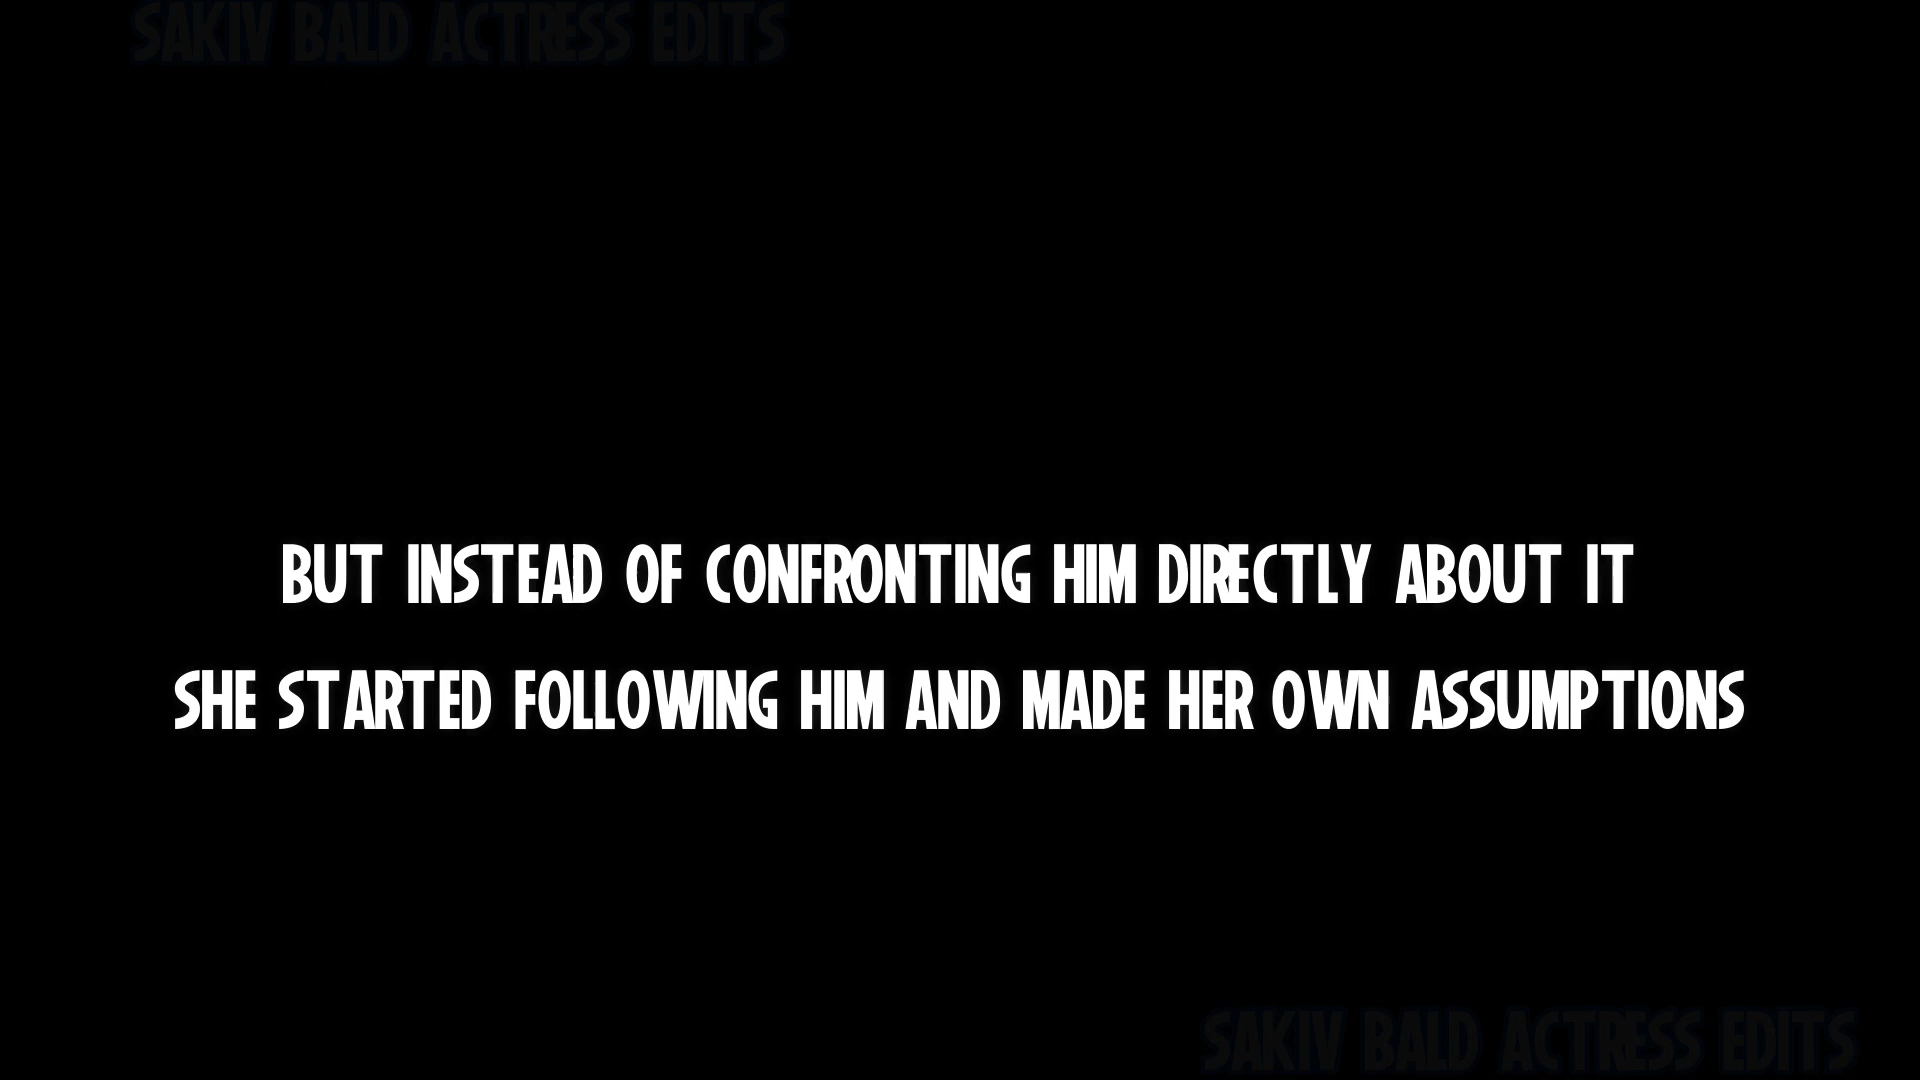 SAKIV BALD ACTRESS EDITS
BUT INSTEAD OF CONFRONTING HIM DIRECTLY ABOUT IT
SHE STARTED FOLLOWING HIM AND MADE HER OWN ASSUMPTIONS
SAKIV BALD ACTRESS EDITS